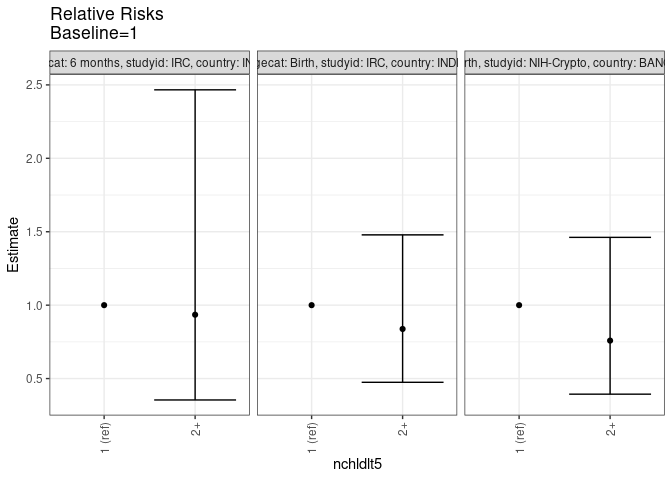 Relative Risks
Baseline=1
cat: 6 months, studyid: IRC, country: IN
gecat: Birth, studyid: IRC, country: INDI
rth, studyid: NIH-Crypto, country: BAN
Estimate
2.5
2.0
1.5
1.0
0.5
1 (ref)
2+
1 (ref)
2+
1 (ref)
2+
nchldlt5